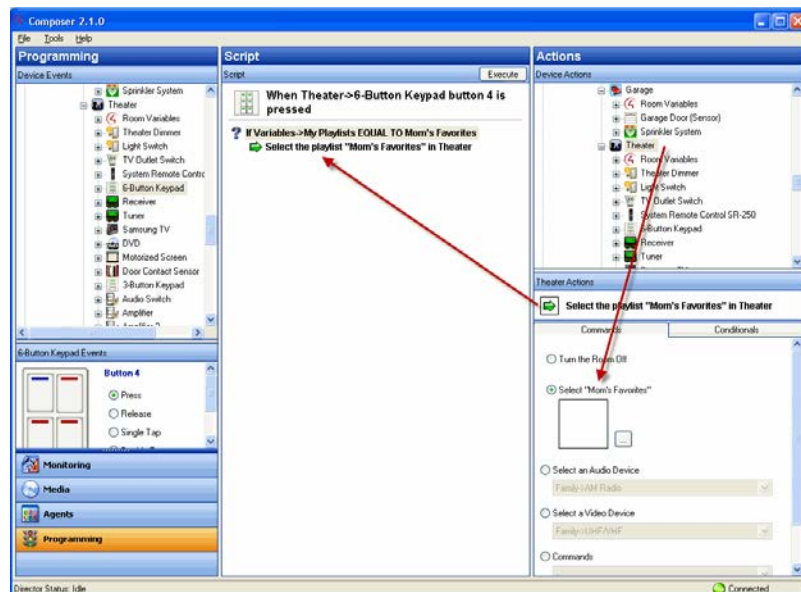 Composer 2.1.0
File Tools Help
Programming
Device Events
Sprinkler System
Theater
Room Variables
Theater Dimmer
Light Switch
TV Outlet Switch
System Remote Contrc
6-Button Keypad
Receiver
Tuner
Samsung TV
DVD
Motorized Screen
Door Contact Sensor
3-Button Keypad
Audio Switch
Amplifier
6-Button Keypad Events
Button 4
Press
Release
Single Tap
Monitoring
Media
Agents
Programming
Director Status: Idle
Script
Script
Execute
When Theater->6-Button Keypad button 4 is
pressed
? If Variables->My Playlists EQUAL TO Mom's Favorites
Select the playlist "Mom's Favorites" in Theater
Actions
Device Actions
Garage
Room Variables
Garage Door (Sensor)
Sprinkler System
Theater
Room Variables
Theater Dimmer
Light Switch
TV Outlet Switch
System Remote Control SR-250
6-Button Keypad
Receiver
Tuner
Theater Actions
Select the playlist "Mom's Favorites" in Theater
Commands
Conditionals
Turn the Room Off
Select "Mom's Favorites"
...
Select an Audio Device
Family->AM Radio
Select a Video Device
Family->UHF/VHF
Commands
Connected